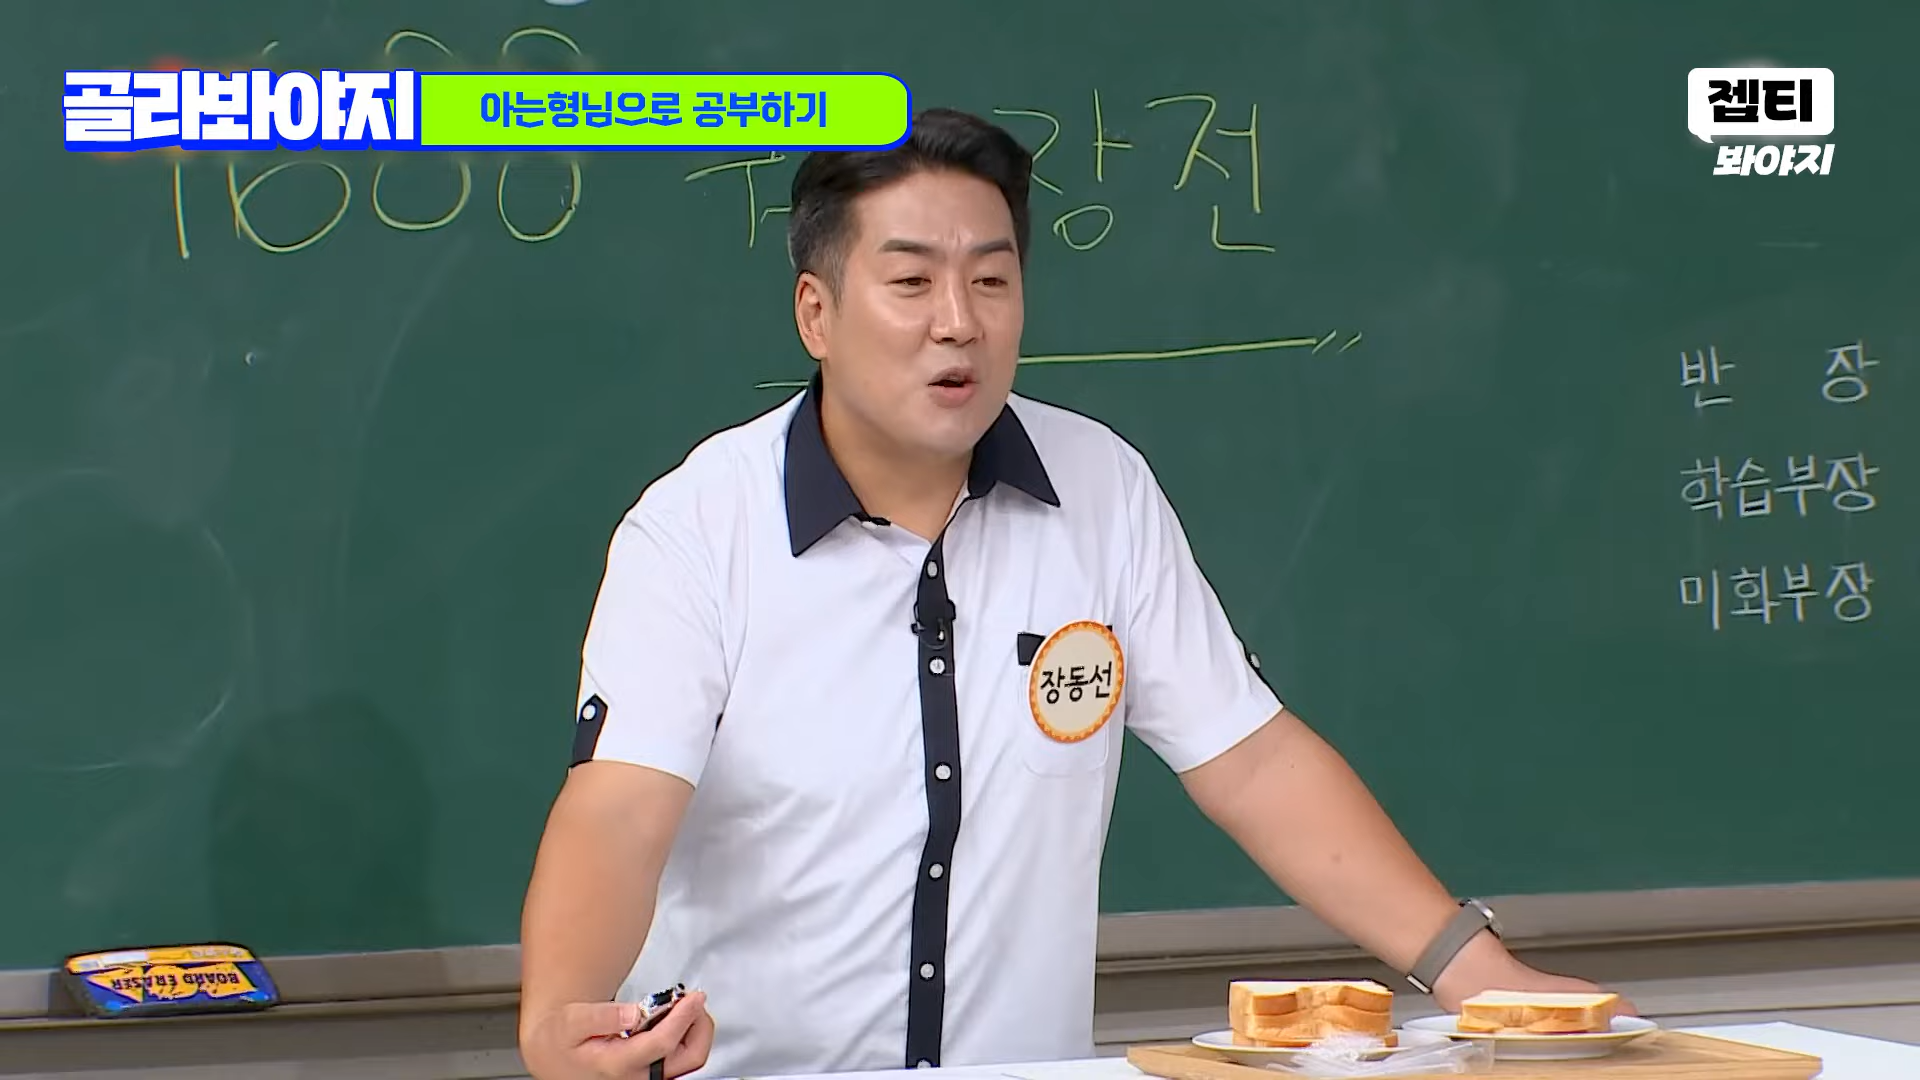 골라봐야지
아는형님으로 공부하기
젭티
봐야지
1600
장전
반 장
학습부장
미화부장
장동선
BOARD ERASER